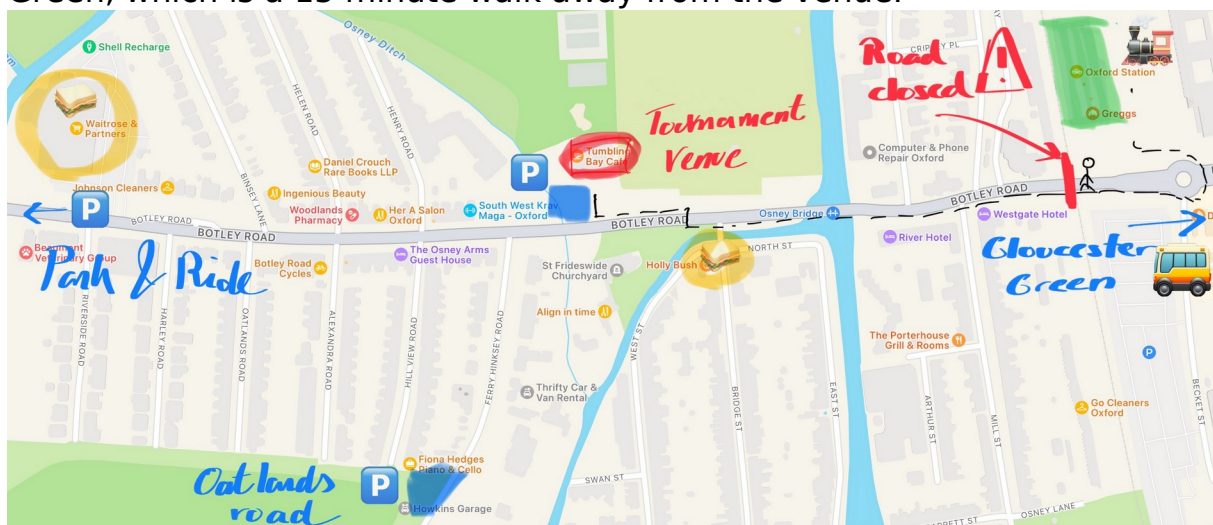 Green, which is a 15 minute walk away from the venue.
Shell Recharge
Osney Ditch
CRIPLEY PL
Road
closed
Oxford Station
Greggs
Waitrose &
Partners
HELEN ROAD
HENRY ROAD
Tournament
Venue
Tumbling
Bay Cafe
Computer & Phone
Repair Oxford
Daniel Crouch
Rare Books LLP
P
Johnson Cleaners
BINSEY LANE
Ingenious Beauty
Woodlands
Pharmacy
Her A Salon
Oxford
South West Krav
Maga - Oxford
P
BOTLEY ROAD
BOTLEY ROAD
BOTLEY ROAD
Osney Bridge
BOTLEY ROAD
Westgate Hotel
D
Beaumont
Veterinary Group
Park & Ride
Botley Road
Cycles
The Osney Arms
Guest House
St Frideswide
Churchyard
Holly Bush
NORTH ST
River Hotel
Gloucester
Green
RIVERSIDE ROAD
HARLEY ROAD
OATLANDS ROAD
ALEXANDRA ROAD
HILL VIEW ROAD
FERRY HINKSEY ROAD
Align in time
WEST ST
BRIDGE ST
EAST ST
The Porterhouse
Grill & Rooms
P
Thrifty Car &
Van Rental
ARTHUR ST
MILL ST
Go Cleaners
Oxford
BECKET ST
Fiona Hedges
Piano & Cello
Oatlands
road
P
Howkins Garage
SWAN ST
OSNEY LANE